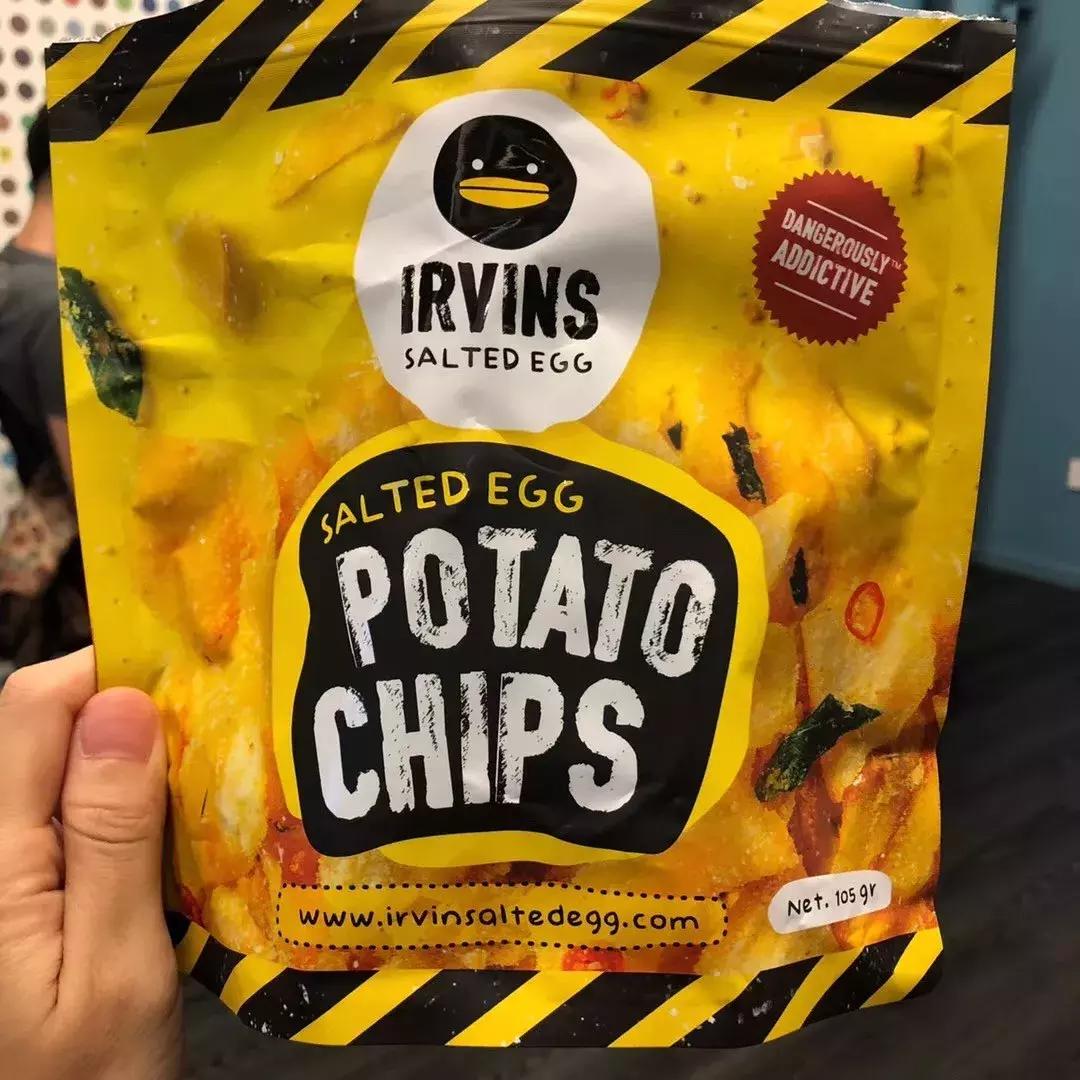 IRVINS
SALTED EGG
DANGEROUSLY™
ADDICTIVE
SALTED EGG
POTATO
CHIPS
www.irvinsaltedegg.com
Net. 105 gr